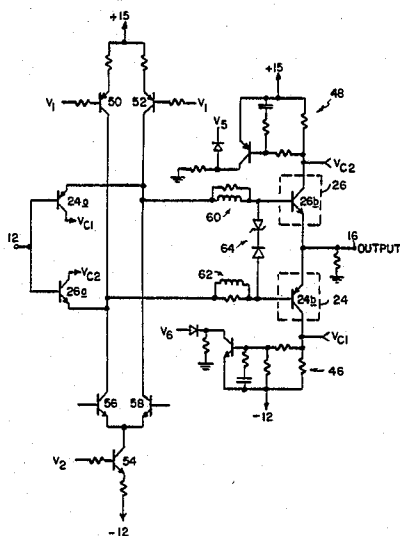 +15
V1 50 52 V1
+15
48
V5
VC2
24a
VC1
26
26b
60
12
64
16
OUTPUT
VC2
26a
62
24b
24
VC1
V6
46
56 58
-12
V2 54
-12